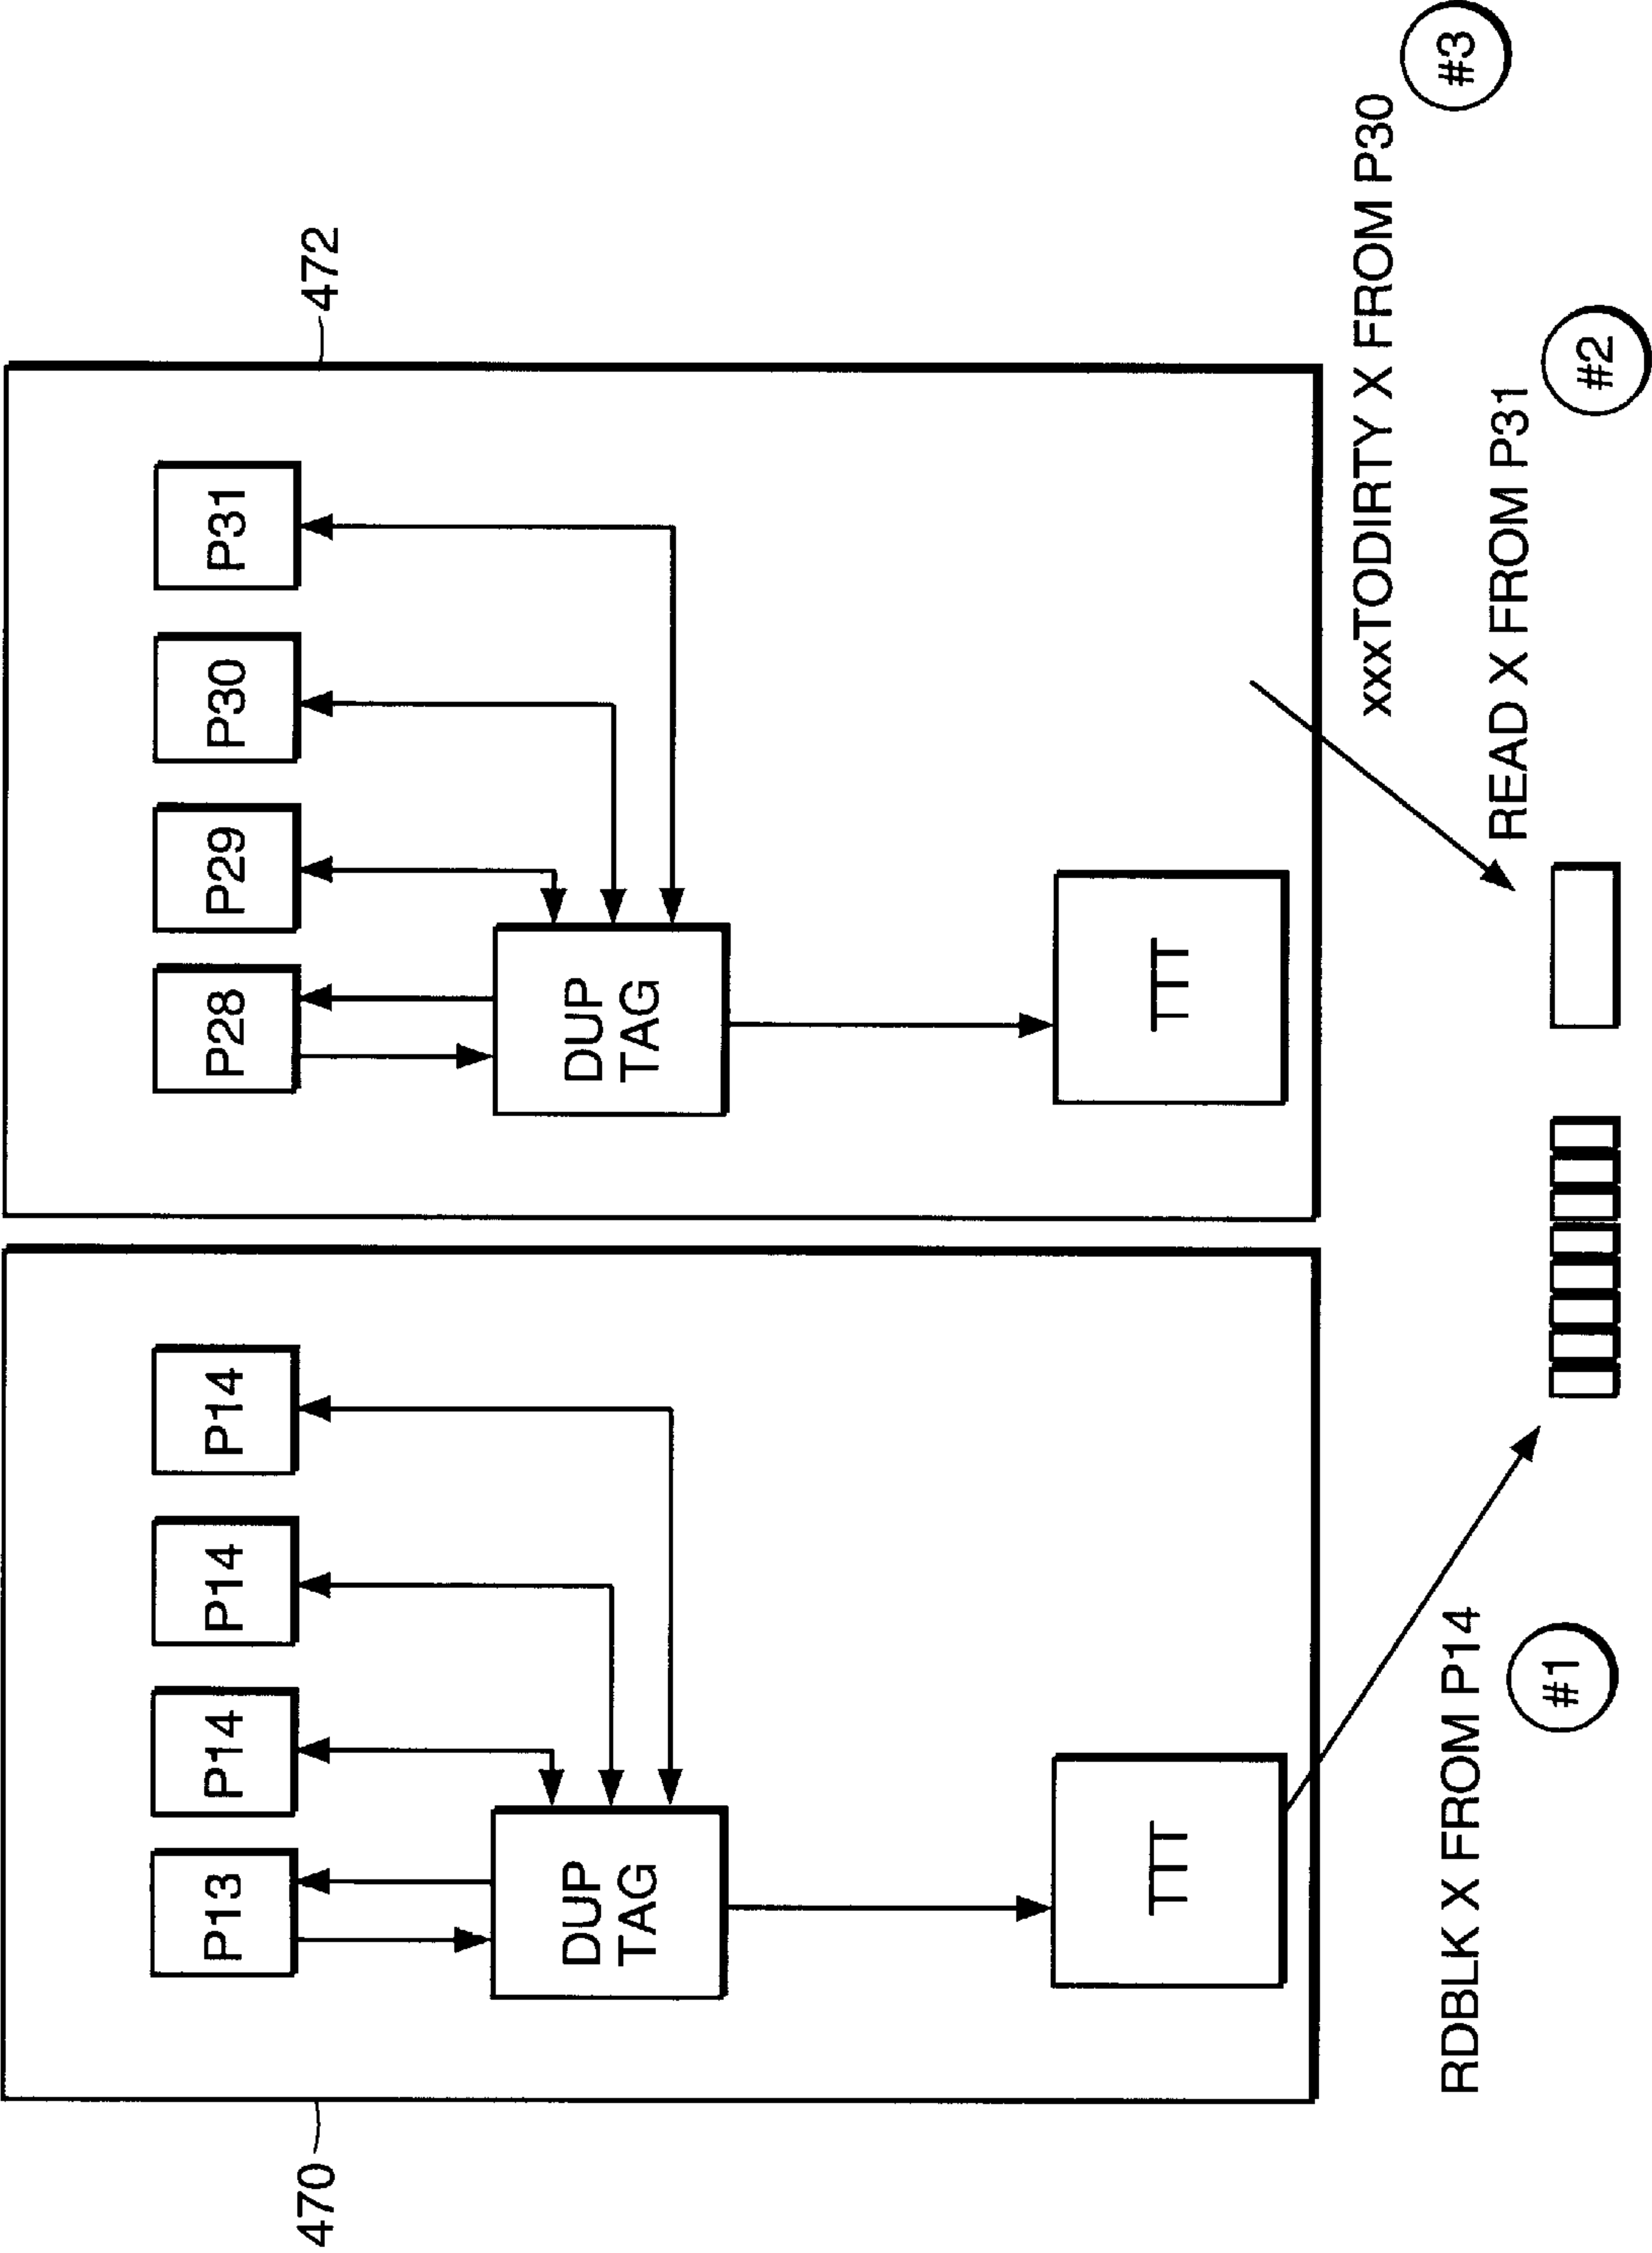 470
472
P13
P14
P14
P14
P28
P29
P30
P31
DUP
TAG
DUP
TAG
TTT
TTT
xxxTODIRTY X FROM P30
#3
RDBLK X FROM P14
READ X FROM P31
#1
#2